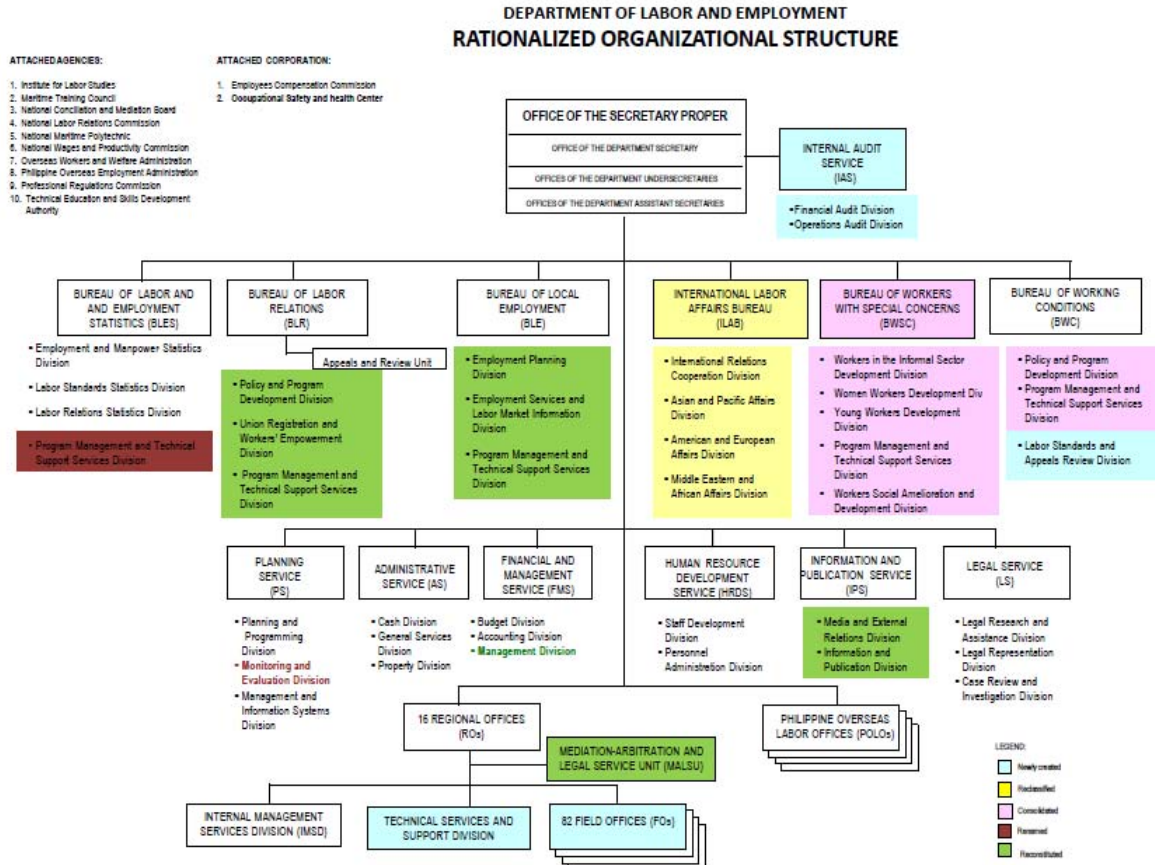 DEPARTMENT OF LABOR AND EMPLOYMENT
RATIONALIZED ORGANIZATIONAL STRUCTURE
ATTACHED AGENCIES:
1. Institute for Labor Studies
2. Maritime Training Council
3. National Conciliation and Mediation Board
4. National Labor Relations Commission
5. National Maritime Polytechnic
6. National Wages and Productivity Commission
7. Overseas Workers and Welfare Administration
8. Philippine Overseas Employment Administration
9. Professional Regulations Commission
10. Technical Education and Skills Development
Authority
ATTACHED CORPORATION:
1. Employees Compensation Commission
2. Occupational Safety and health Center
OFFICE OF THE SECRETARY PROPER
OFFICE OF THE DEPARTMENT SECRETARY
OFFICES OF THE DEPARTMENT UNDERSECRETARIES
OFFICES OF THE DEPARTMENT ASSISTANT SECRETARIES
INTERNAL AUDIT
SERVICE
(IAS)
▪ Financial Audit Division
▪ Operations Audit Division
BUREAU OF LABOR AND
AND EMPLOYMENT
STATISTICS (BLES)
▪ Employment and Manpower Statistics
Division
▪ Labor Standards Statistics Division
▪ Labor Relations Statistics Division
▪ Program Management and Technical
Support Services Division
BUREAU OF LABOR
RELATIONS
(BLR)
Appeals and Review Unit
▪ Policy and Program
Development Division
▪ Union Registration and
Workers' Empowerment
Division
▪ Program Management and
Technical Support Services
Division
BUREAU OF LOCAL
EMPLOYMENT
(BLE)
▪ Employment Planning
Division
▪ Employment Services and
Labor Market Information
Division
▪ Program Management and
Technical Support Services
Division
INTERNATIONAL LABOR
AFFAIRS BUREAU
(ILAB)
▪ International Relations
Cooperation Division
▪ Asian and Pacific Affairs
Division
▪ American and European
Affairs Division
▪ Middle Eastern and
African Affairs Division
BUREAU OF WORKERS
WITH SPECIAL CONCERNS
(BWSC)
▪ Workers in the Informal Sector
Development Division
▪ Women Workers Development Div
▪ Young Workers Development
Division
▪ Program Management and
Technical Support Services
Division
▪ Workers Social Amelioration and
Development Division
BUREAU OF WORKING
CONDITIONS
(BWC)
▪ Policy and Program
Development Division
▪ Program Management and
Technical Support Services
Division
▪ Labor Standards and
Appeals Review Division
PLANNING
SERVICE
(PS)
▪ Planning and
Programming
Division
▪ Monitoring and
Evaluation Division
▪ Management and
Information Systems
Division
ADMINISTRATIVE
SERVICE (AS)
▪ Cash Division
▪ General Services
Division
▪ Property Division
FINANCIAL AND
MANAGEMENT
SERVICE (FMS)
▪ Budget Division
▪ Accounting Division
▪ Management Division
HUMAN RESOURCE
DEVELOPMENT
SERVICE (HRDS)
▪ Staff Development
Division
▪ Personnel
Administration Division
INFORMATION AND
PUBLICATION SERVICE
(IPS)
▪ Media and External
Relations Division
▪ Information and
Publication Division
LEGAL SERVICE
(LS)
▪ Legal Research and
Assistance Division
▪ Legal Representation
Division
▪ Case Review and
Investigation Division
16 REGIONAL OFFICES
(ROs)
PHILIPPINE OVERSEAS
LABOR OFFICES (POLOs)
MEDIATION-ARBITRATION AND
LEGAL SERVICE UNIT (MALSU)
INTERNAL MANAGEMENT
SERVICES DIVISION (IMSD)
TECHNICAL SERVICES AND
SUPPORT DIVISION
82 FIELD OFFICES (FOs)
LEGEND:
Newly created
Reclassified
Consolidated
Renamed
Reconstituted